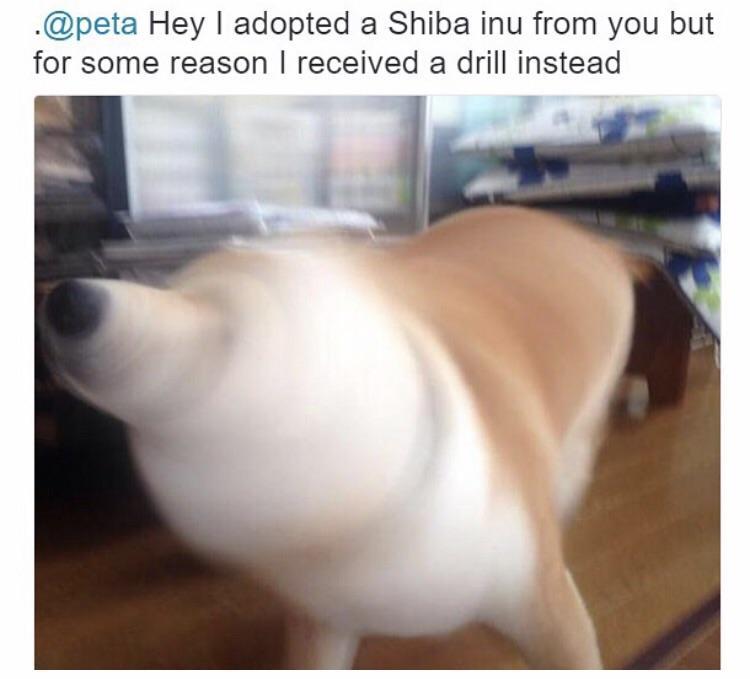 .@peta Hey I adopted a Shiba inu from you but
for some reason I received a drill instead